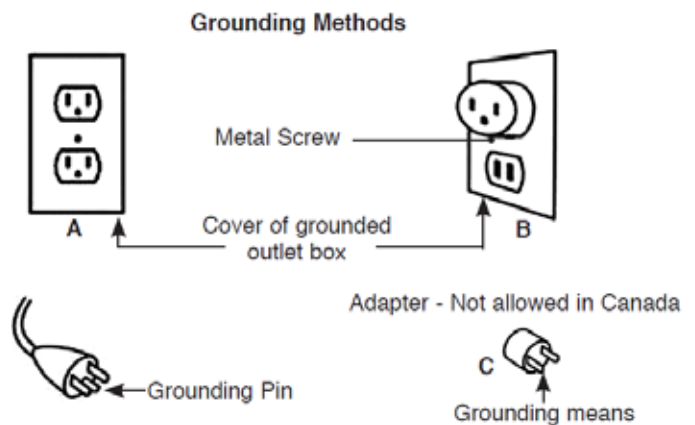 Grounding Methods
Metal Screw
A
Cover of grounded
outlet box
B
Adapter - Not allowed in Canada
Grounding Pin
C
Grounding means